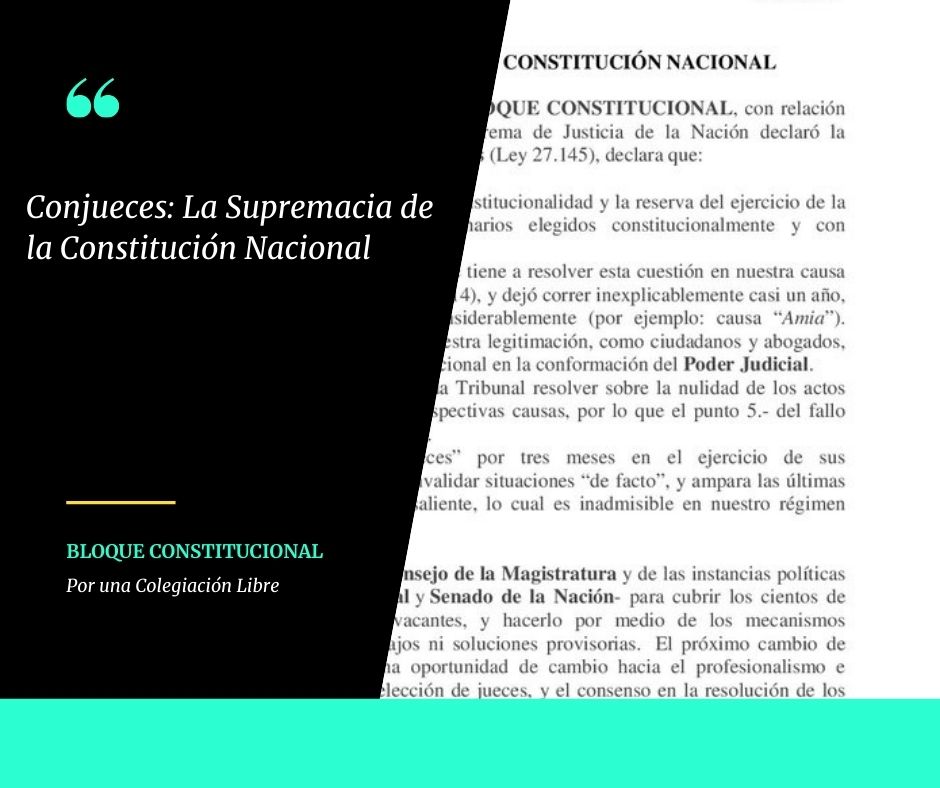 Conjueces: La Supremacia de
la Constitución Nacional
BLOQUE CONSTITUCIONAL
Por una Colegiación Libre
CONSTITUCIÓN NACIONAL
OQUE CONSTITUCIONAL, con relación
rema de Justicia de la Nación declaró la
(Ley 27.145), declara que:
stitucionalidad y la reserva del ejercicio de la
narios elegidos constitucionalmente y con
tiene a resolver esta cuestión en nuestra causa
4), y dejó correr inexplicablemente casi un año,
nsiderablemente (por ejemplo: causa “Amia”).
estra legitimación, como ciudadanos y abogados,
cional en la conformación del Poder Judicial.
a Tribunal resolver sobre la nulidad de los actos
spectivas causas, por lo que el punto 5.- del fallo
ces” por tres meses en el ejercicio de sus
validar situaciones “de facto”, y ampara las últimas
saliente, lo cual es inadmisible en nuestro régimen
nsejo de la Magistratura y de las instancias políticas
al y Senado de la Nación- para cubrir los cientos de
vacantes, y hacerlo por medio de los mecanismos
ajos ni soluciones provisorias. El próximo cambio de
na oportunidad de cambio hacia el profesionalismo e
elección de jueces, y el consenso en la resolución de los